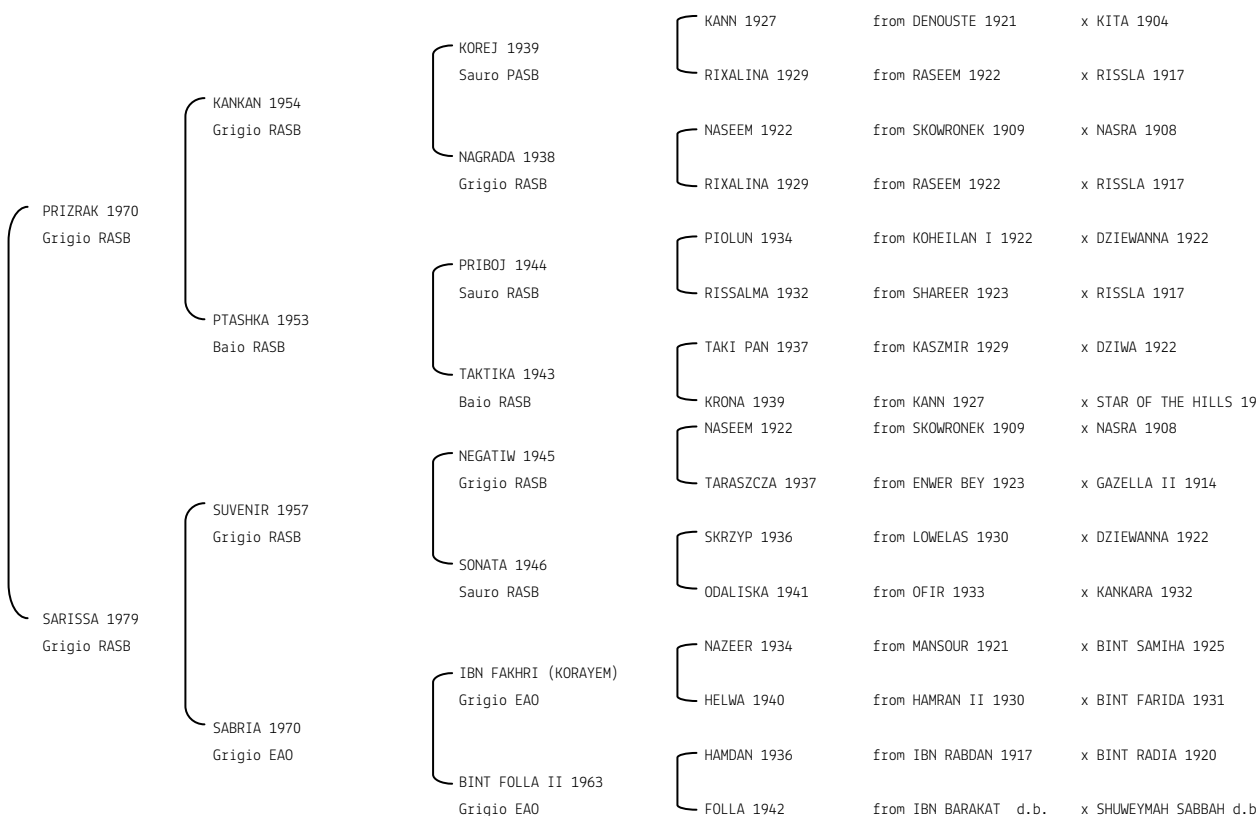 KANN 1927 from DENOUSTE 1921 x KITA 1904
KOREJ 1939
Sauro PASB RIXALINA 1929 from RASEEM 1922 x RISSLA 1917
KANKAN 1954
Grigio RASB NASEEM 1922 from SKOWRONEK 1909 x NASRA 1908
NAGRADA 1938
Grigio RASB RIXALINA 1929 from RASEEM 1922 x RISSLA 1917
PRIZRAK 1970
Grigio RASB PIOLUN 1934 from KOHEILAN I 1922 x DZIEWANNA 1922
PRIBOJ 1944
Sauro RASB RISSALMA 1932 from SHAREER 1923 x RISSLA 1917
PTASHKA 1953
Baio RASB TAKI PAN 1937 from KASZMIR 1929 x DZIWA 1922
TAKTIKA 1943
Baio RASB KRONA 1939 from KANN 1927 x STAR OF THE HILLS 19
NASEEM 1922 from SKOWRONEK 1909 x NASRA 1908
NEGATIW 1945
Grigio RASB TARASZCZA 1937 from ENWER BEY 1923 x GAZELLA II 1914
SUVENIR 1957
Grigio RASB SKRZYP 1936 from LOWELAS 1930 x DZIEWANNA 1922
SONATA 1946
Sauro RASB ODALISKA 1941 from OFIR 1933 x KANKARA 1932
SARISSA 1979
Grigio RASB NAZEER 1934 from MANSOUR 1921 x BINT SAMIHA 1925
IBN FAKHRI (KORAYEM)
Grigio EAO HELWA 1940 from HAMRAN II 1930 x BINT FARIDA 1931
SABRIA 1970
Grigio EAO HAMDAN 1936 from IBN RABDAN 1917 x BINT RADIA 1920
BINT FOLLA II 1963
Grigio EAO FOLLA 1942 from IBN BARAKAT d.b. x SHUWEYMAH SABBAH d.b